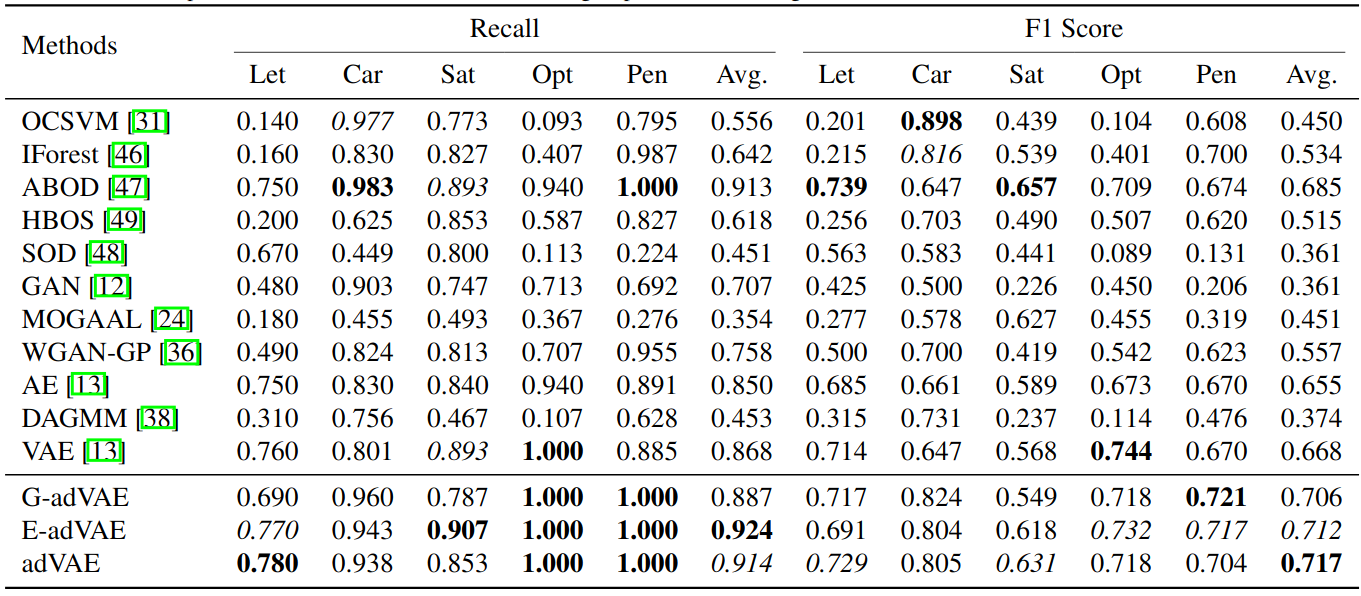 Recall F1 Score
Methods
Let Car Sat Opt Pen Avg. Let Car Sat Opt Pen Avg.
OCSVM [31] 0.140 0.977 0.773 0.093 0.795 0.556 0.201 0.898 0.439 0.104 0.608 0.450
IForest [46] 0.160 0.830 0.827 0.407 0.987 0.642 0.215 0.816 0.539 0.401 0.700 0.534
ABOD [47] 0.750 0.983 0.893 0.940 1.000 0.913 0.739 0.647 0.657 0.709 0.674 0.685
HBOS [49] 0.200 0.625 0.853 0.587 0.827 0.618 0.256 0.703 0.490 0.507 0.620 0.515
SOD [48] 0.670 0.449 0.800 0.113 0.224 0.451 0.563 0.583 0.441 0.089 0.131 0.361
GAN [12] 0.480 0.903 0.747 0.713 0.692 0.707 0.425 0.500 0.226 0.450 0.206 0.361
MOGAAL [24] 0.180 0.455 0.493 0.367 0.276 0.354 0.277 0.578 0.627 0.455 0.319 0.451
WGAN-GP [36] 0.490 0.824 0.813 0.707 0.955 0.758 0.500 0.700 0.419 0.542 0.623 0.557
AE [13] 0.750 0.830 0.840 0.940 0.891 0.850 0.685 0.661 0.589 0.673 0.670 0.655
DAGMM [38] 0.310 0.756 0.467 0.107 0.628 0.453 0.315 0.731 0.237 0.114 0.476 0.374
VAE [13] 0.760 0.801 0.893 1.000 0.885 0.868 0.714 0.647 0.568 0.744 0.670 0.668
G-adVAE 0.690 0.960 0.787 1.000 1.000 0.887 0.717 0.824 0.549 0.718 0.721 0.706
E-adVAE 0.770 0.943 0.907 1.000 1.000 0.924 0.691 0.804 0.618 0.732 0.717 0.712
adVAE 0.780 0.938 0.853 1.000 1.000 0.914 0.729 0.805 0.631 0.718 0.704 0.717